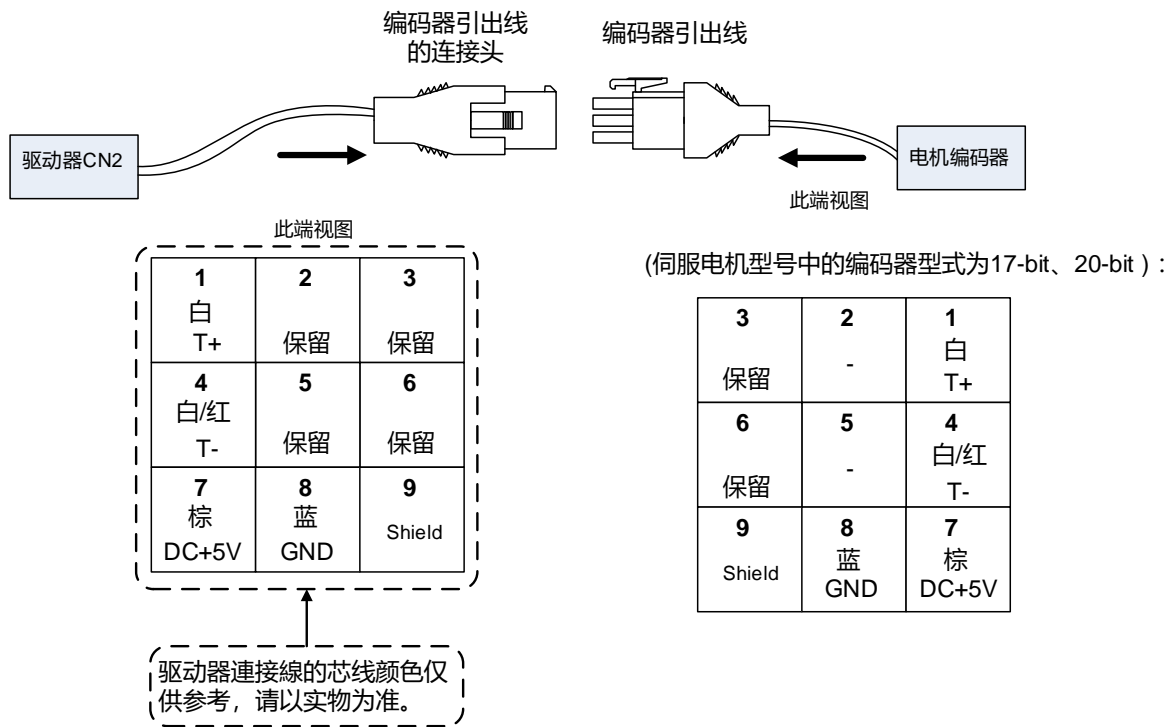 编码器引出线
的连接头
编码器引出线
驱动器CN2
电机编码器
此端视图
此端视图
(伺服电机型号中的编码器型式为17-bit、20-bit）:
1 2 3
白
T+ 保留 保留
4 5 6
白/红
T- 保留 保留
7 8 9
棕 蓝 Shield
DC+5V GND
3 2 1
白
保留 - T+
6 5 4
白/红
保留 - T-
9 8 7
Shield 蓝 棕
GND DC+5V
驱动器連接線的芯线颜色仅
供参考，请以实物为准。